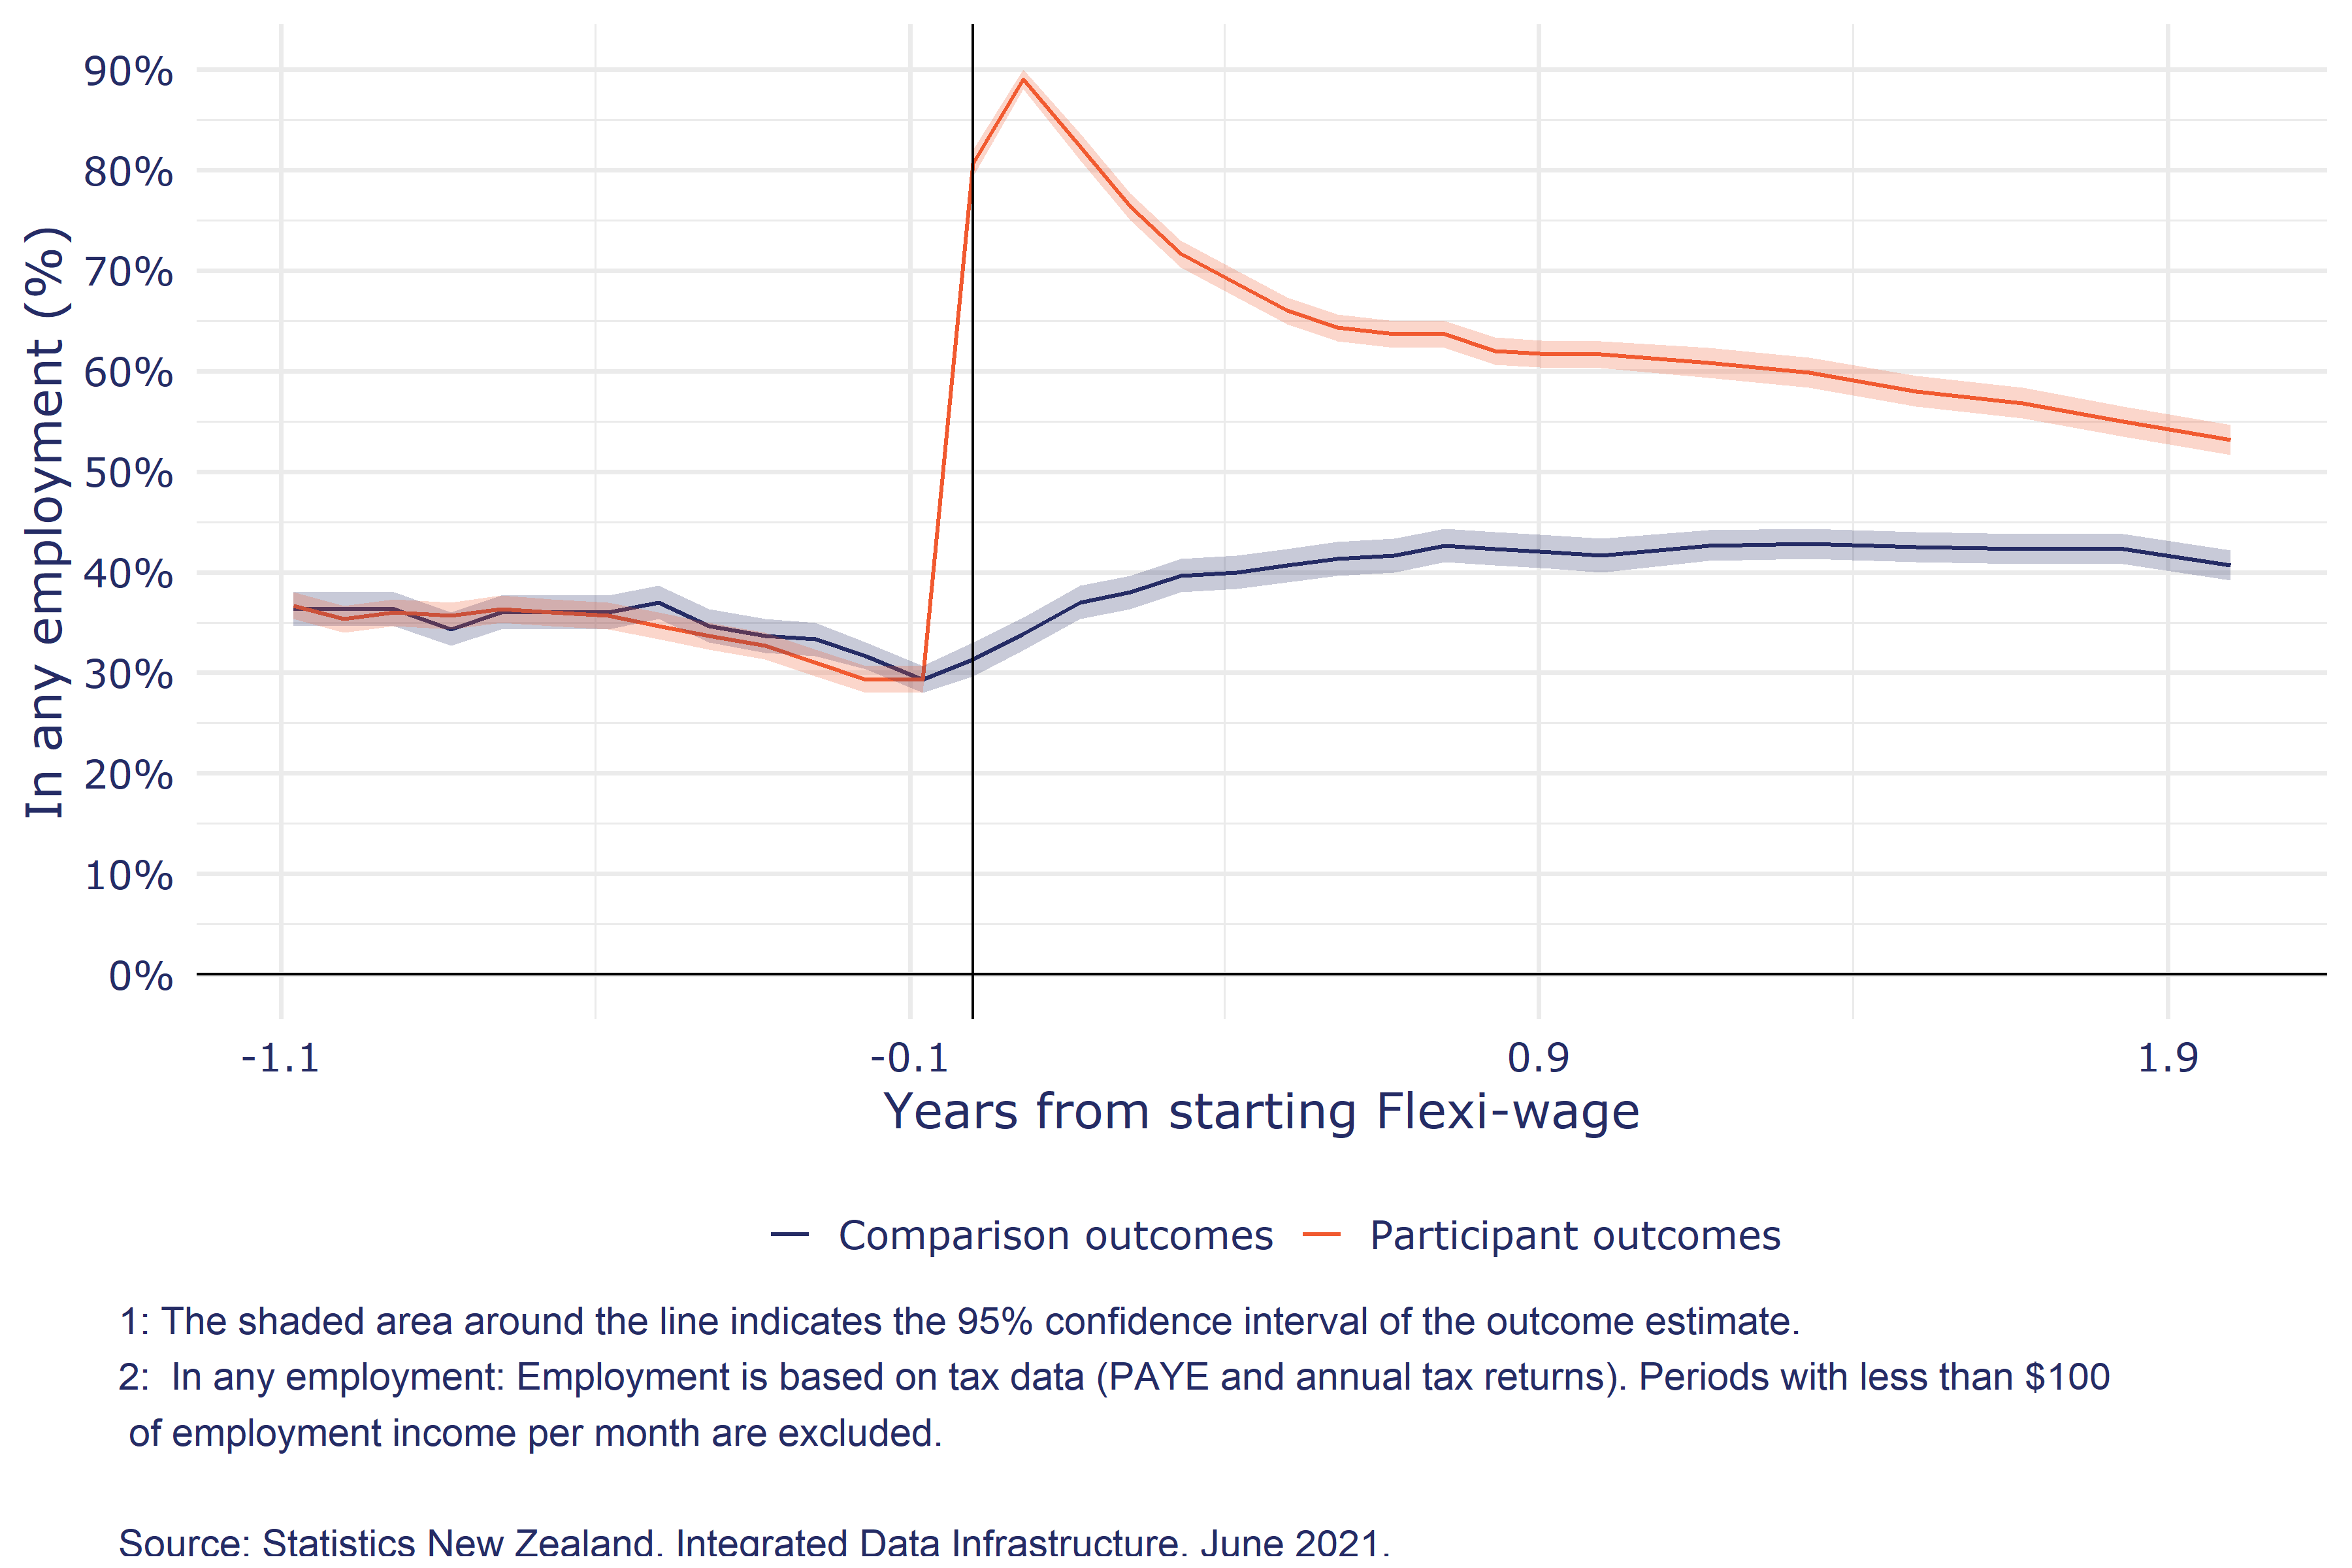 In any employment (%)
90%
80%
70%
60%
50%
40%
30%
20%
10%
0%
-1.1 -0.1 0.9 1.9
Years from starting Flexi-wage
Comparison outcomes Participant outcomes
1: The shaded area around the line indicates the 95% confidence interval of the outcome estimate.
2:  In any employment: Employment is based on tax data (PAYE and annual tax returns). Periods with less than $100
of employment income per month are excluded.
Source: Statistics New Zealand, Integrated Data Infrastructure, June 2021.